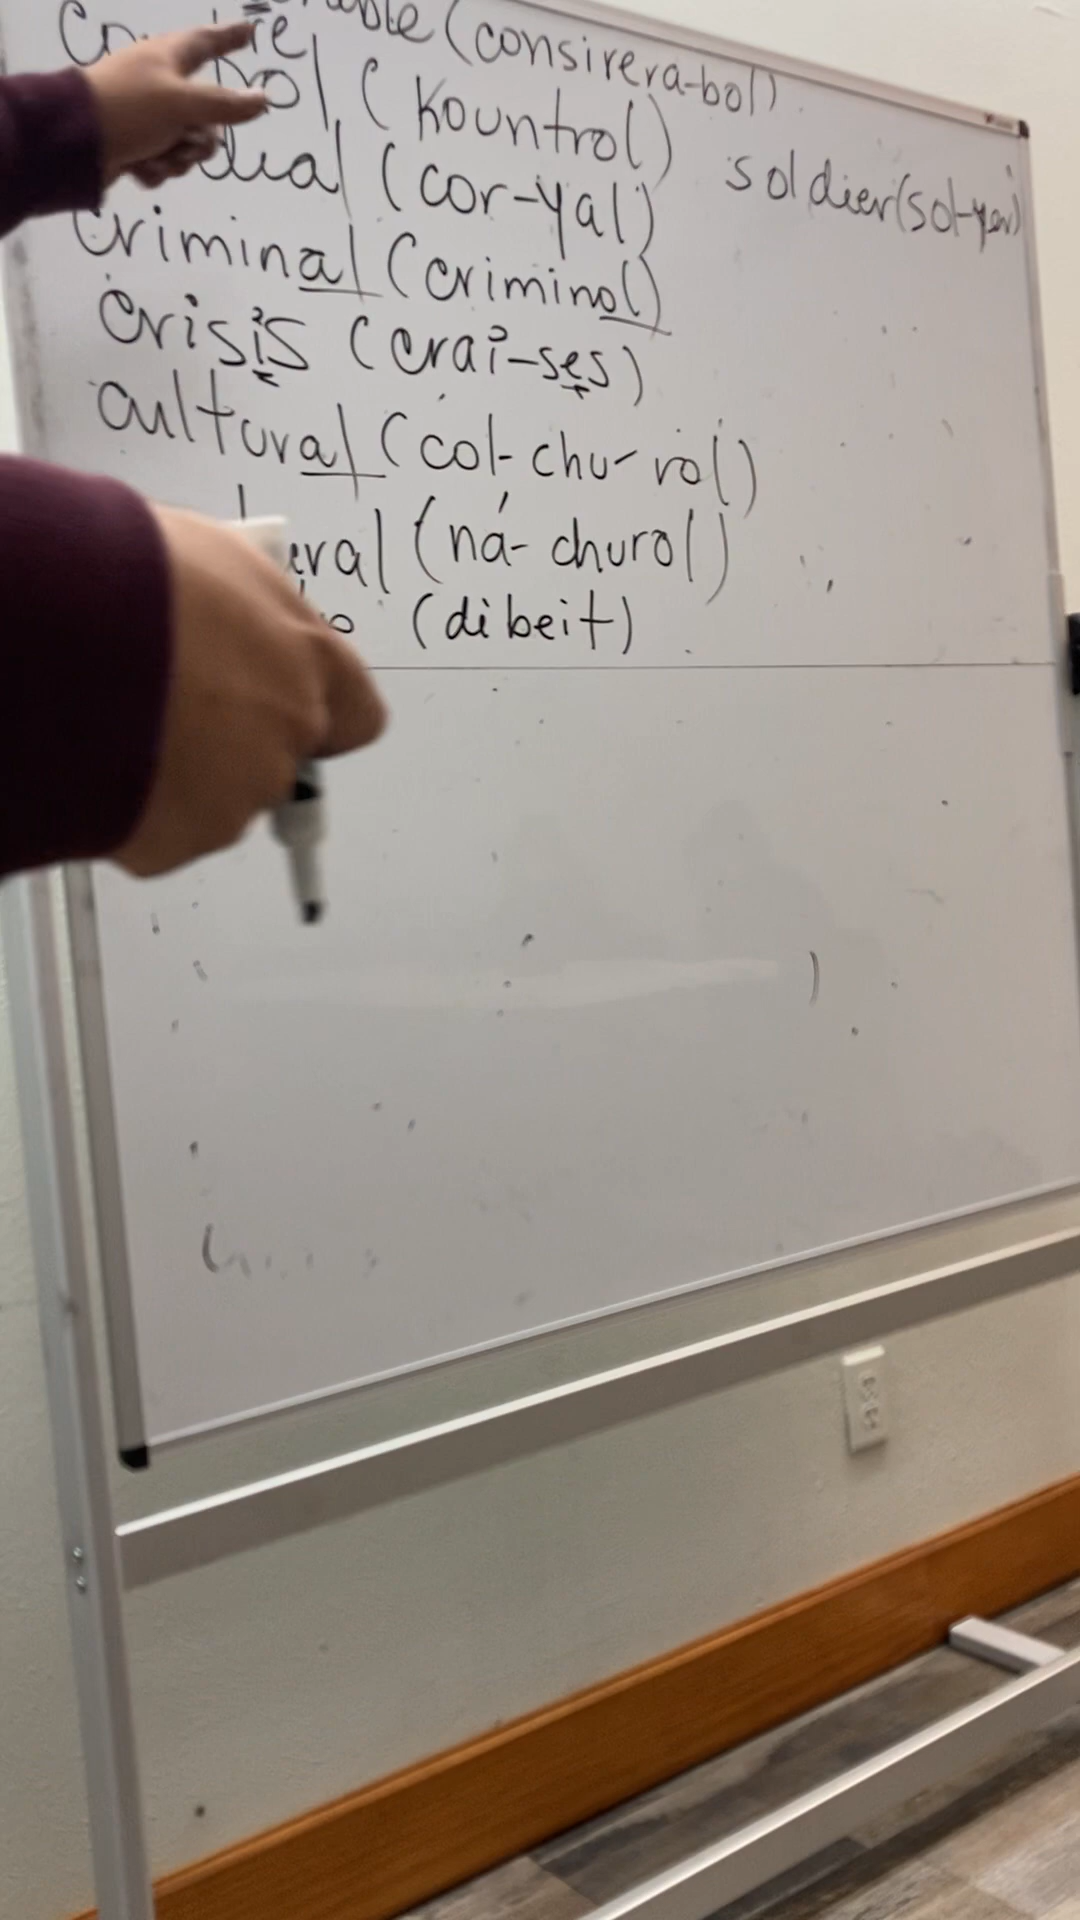 (consirera-bol)
(Kountrol)
(cor-yal) soldier (sol-yer)
criminal (criminol)
crisis (crai-ses)
cultural (col-chu-rol)
(ná-churol)
(dibeit)